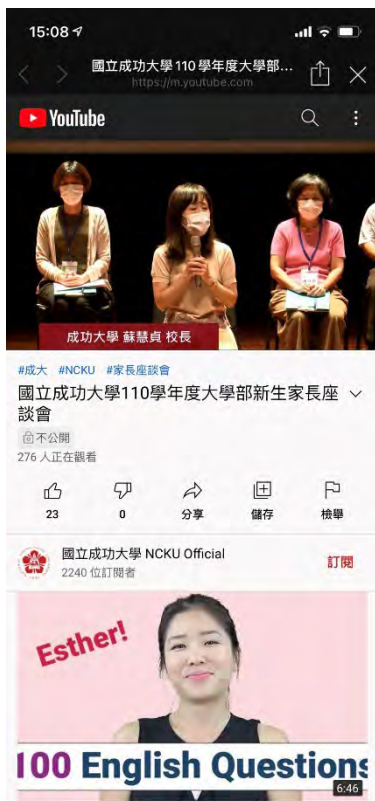 15:08
國立成功大學 110 學年度大學部...
https://m.youtube.com
YouTube
成功大學 蘇慧貞 校長
#成大 #NCKU #家長座談會
國立成功大學110學年度大學部新生家長座
談會
不公開
276 人正在觀看
23
0
分享
儲存
檢舉
國立成功大學 NCKU Official
2240 位訂閱者
訂閱
Esther!
100 English Questions
6:46